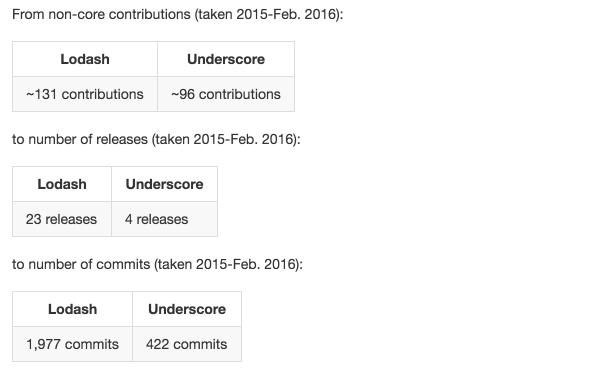 From non-core contributions (taken 2015-Feb. 2016):
Lodash Underscore
~131 contributions ~96 contributions
to number of releases (taken 2015-Feb. 2016):
Lodash Underscore
23 releases 4 releases
to number of commits (taken 2015-Feb. 2016):
Lodash Underscore
1,977 commits 422 commits